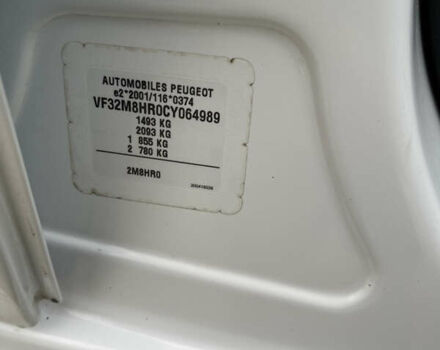 AUTOMOBILES PEUGEOT
e2*2001/116*0374
VF32M8HR0CY064989
1493 KG
2093 KG
1 855 KG
2 780 KG
2M8HR0